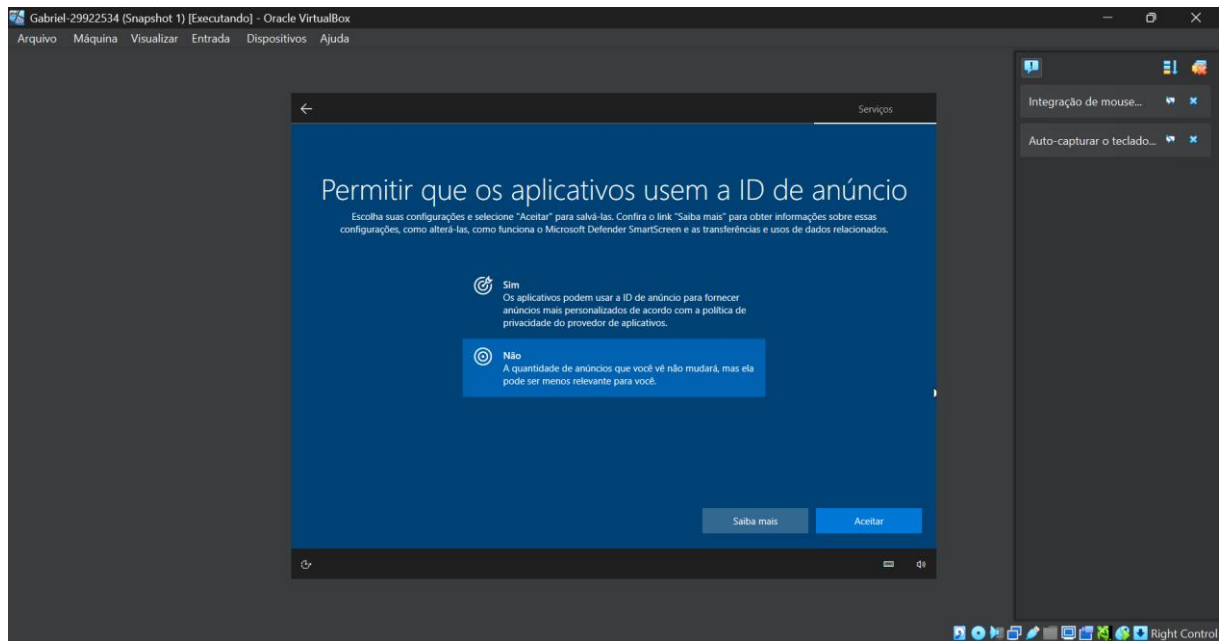 Gabriel-29922534 (Snapshot 1) [Executando] - Oracle VirtualBox
Arquivo Máquina Visualizar Entrada Dispositivos Ajuda
Integração de mouse...
Auto-capturar o teclado...
Serviços
Permitir que os aplicativos usem a ID de anúncio
Escolha suas configurações e selecione "Aceitar" para salvá-las. Confira o link "Saiba mais" para obter informações sobre essas
configurações, como alterá-las, como funciona o Microsoft Defender SmartScreen e as transferências e usos de dados relacionados.
Sim
Os aplicativos podem usar a ID de anúncio para fornecer
anúncios mais personalizados de acordo com a política de
privacidade do provedor de aplicativos.
Não
A quantidade de anúncios que você vê não mudará, mas ela
pode ser menos relevante para você.
Saiba mais
Aceitar
Right Control